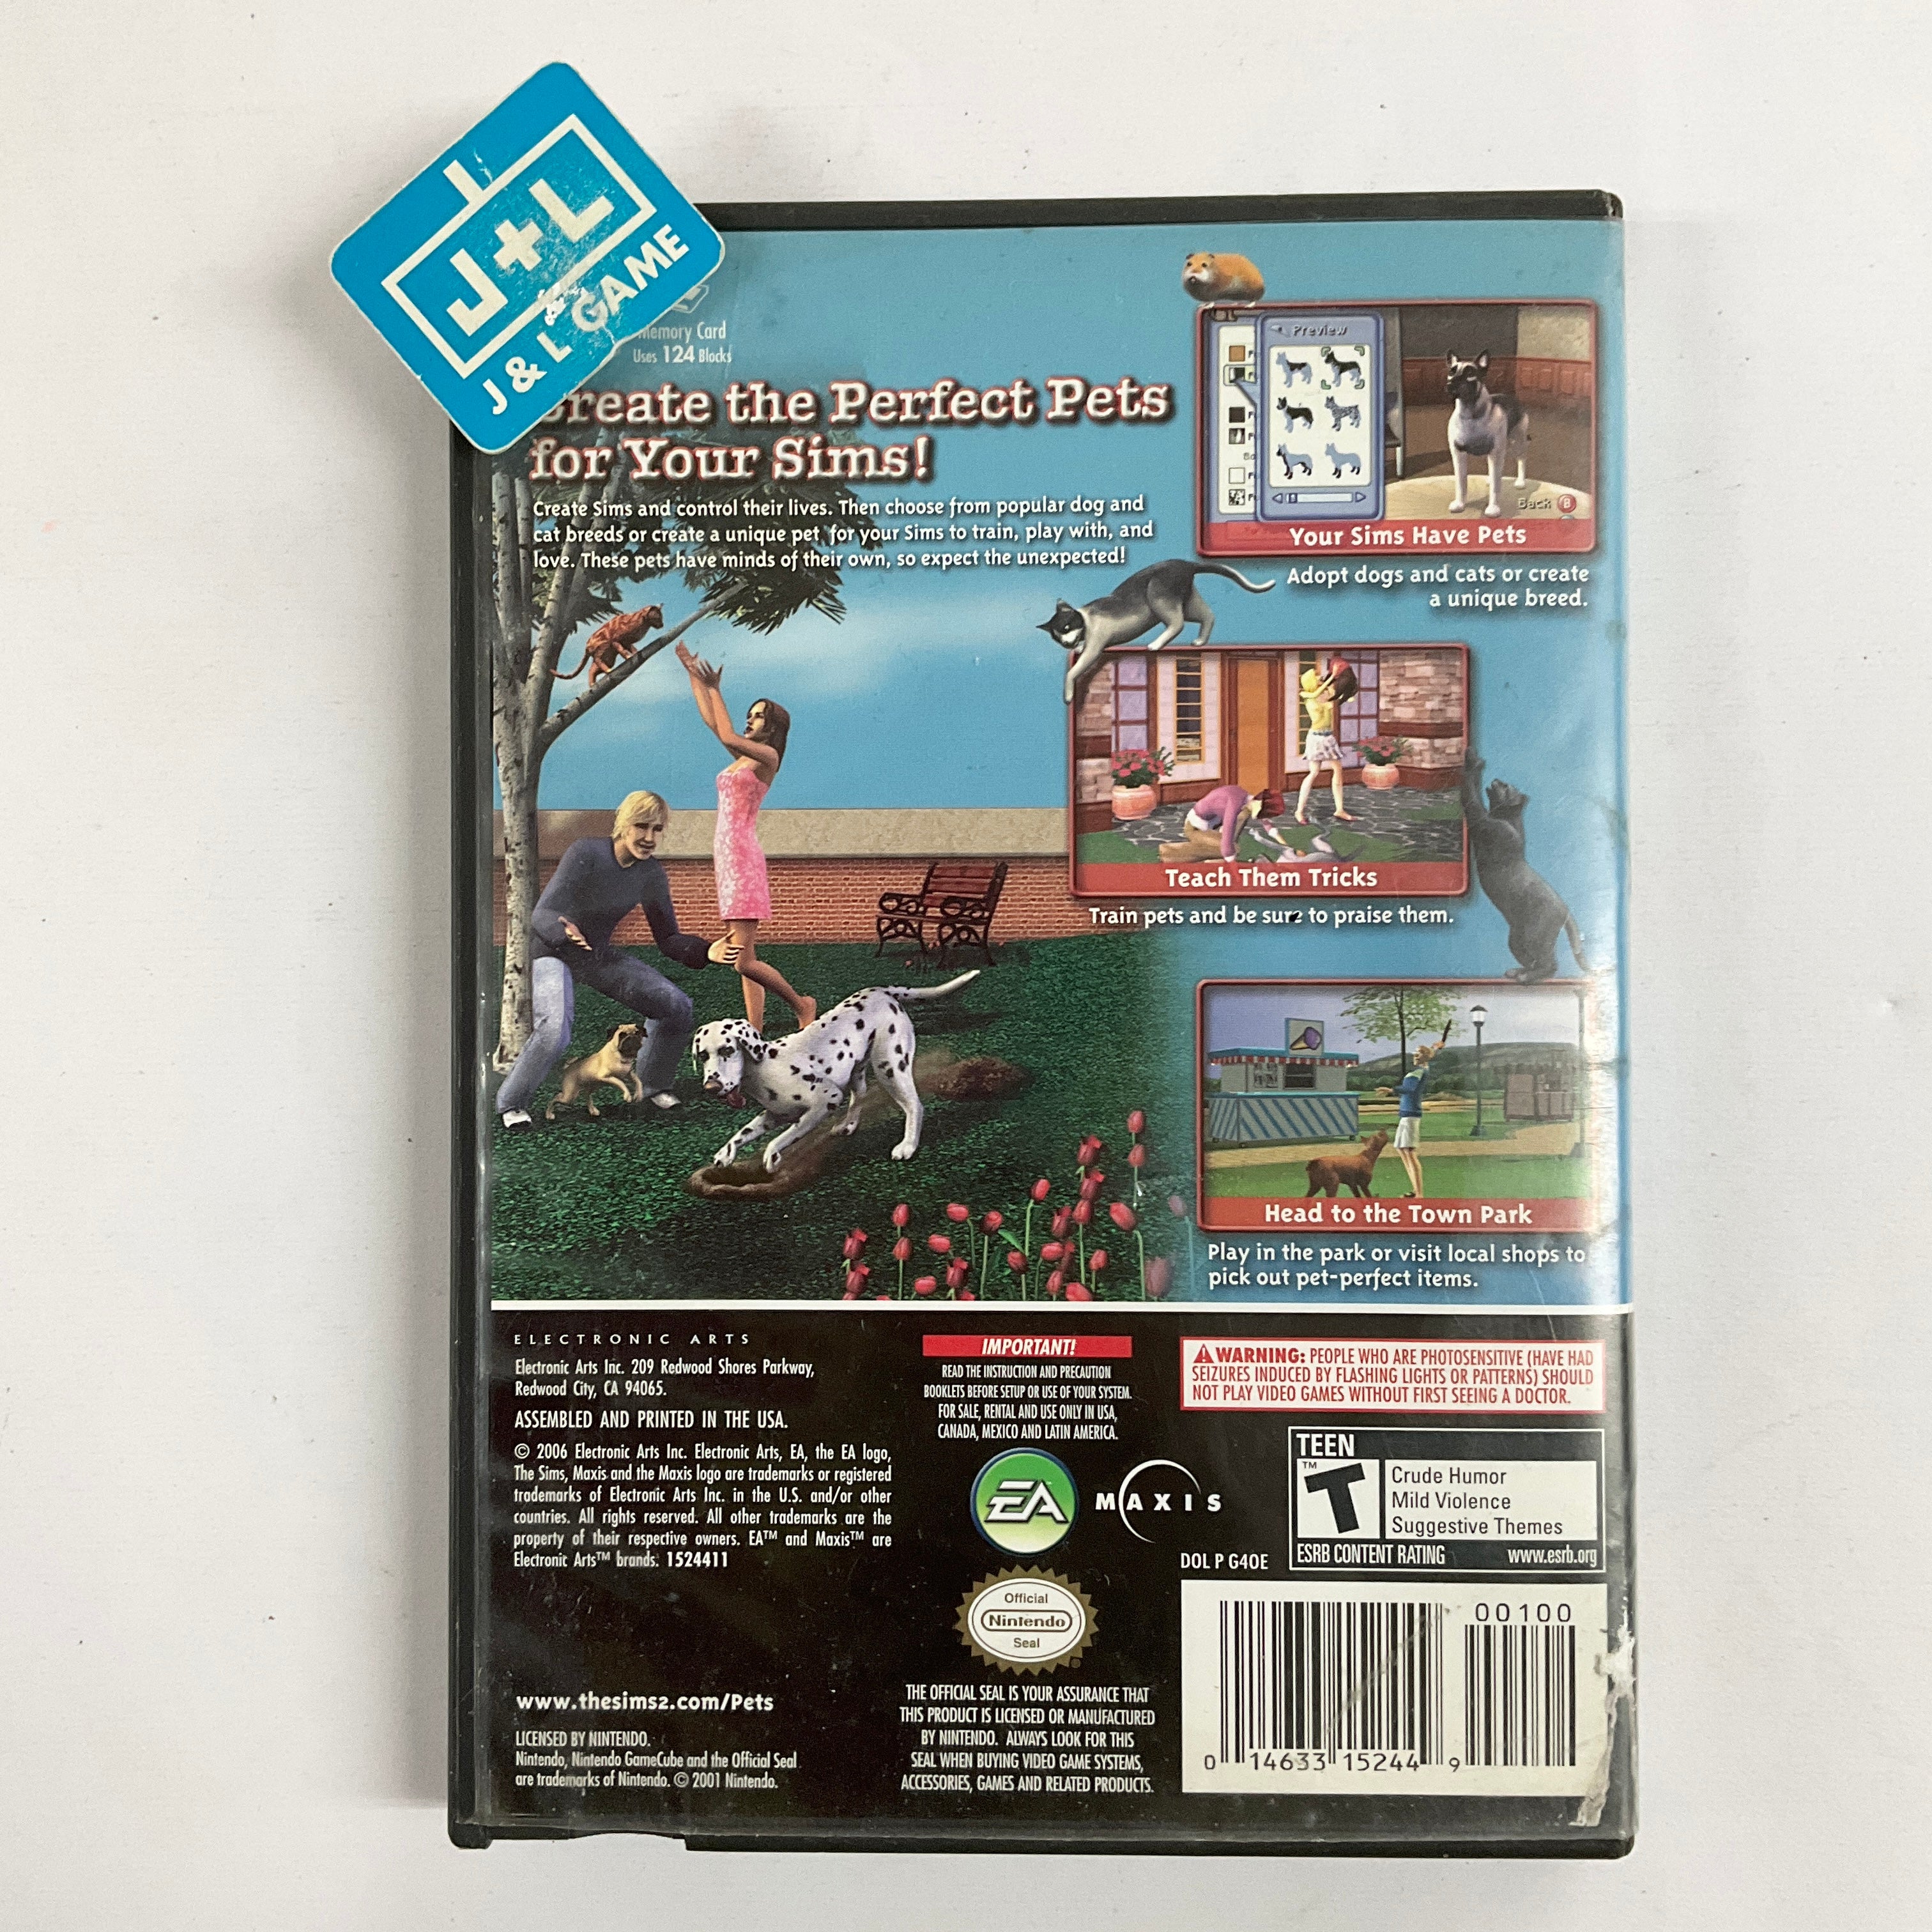 J+L
J & L GAME
Memory Card
Uses 124 Blocks
Create the Perfect Pets
for Your Sims!
Create Sims and control their lives. Then choose from popular dog and
cat breeds or create a unique pet for your Sims to train, play with, and
love. These pets have minds of their own, so expect the unexpected!
Preview
Back B
Your Sims Have Pets
Adopt dogs and cats or create
a unique breed.
Teach Them Tricks
Train pets and be sure to praise them.
Head to the Town Park
Play in the park or visit local shops to
pick out pet-perfect items.
ELECTRONIC ARTS
Electronic Arts Inc. 209 Redwood Shores Parkway,
Redwood City, CA 94065.
ASSEMBLED AND PRINTED IN THE USA.
© 2006 Electronic Arts Inc. Electronic Arts, EA, the EA logo,
The Sims, Maxis and the Maxis logo are trademarks or registered
trademarks of Electronic Arts Inc. in the U.S. and/or other
countries. All rights reserved. All other trademarks are the
property of their respective owners. EA™ and Maxis™ are
Electronic Arts™ brands. 1524411
www.thesims2.com/Pets
LICENSED BY NINTENDO.
Nintendo, Nintendo GameCube and the Official Seal
are trademarks of Nintendo. © 2001 Nintendo.
IMPORTANT!
READ THE INSTRUCTION AND PRECAUTION
BOOKLETS BEFORE SETUP OR USE OF YOUR SYSTEM.
FOR SALE, RENTAL AND USE ONLY IN USA,
CANADA, MEXICO AND LATIN AMERICA.
EA
MAXIS
Official
Nintendo
Seal
THE OFFICIAL SEAL IS YOUR ASSURANCE THAT
THIS PRODUCT IS LICENSED OR MANUFACTURED
BY NINTENDO. ALWAYS LOOK FOR THIS
SEAL WHEN BUYING VIDEO GAME SYSTEMS,
ACCESSORIES, GAMES AND RELATED PRODUCTS.
WARNING: PEOPLE WHO ARE PHOTOSENSITIVE (HAVE HAD
SEIZURES INDUCED BY FLASHING LIGHTS OR PATTERNS) SHOULD
NOT PLAY VIDEO GAMES WITHOUT FIRST SEEING A DOCTOR.
TEEN
T™
Crude Humor
Mild Violence
Suggestive Themes
ESRB CONTENT RATING www.esrb.org
DOL P G4OE
00100
0 14633 15244 9